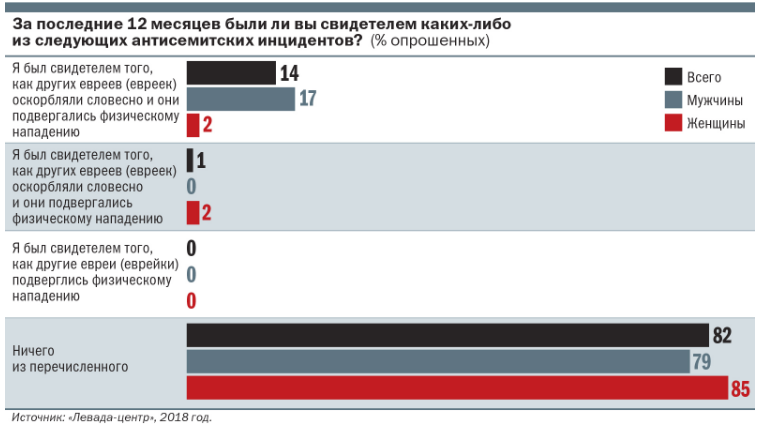 За последние 12 месяцев были ли вы свидетелем каких-либо
из следующих антисемитских инцидентов? (% опрошенных)
Я был свидетелем того,
как других евреев (евреек)
оскорбляли словесно и они
подвергались физическому
нападению
14
17
2
Всего
Мужчины
Женщины
Я был свидетелем того,
как других евреев (евреек)
оскорбляли словесно
и они подвергались
физическому нападению
1
0
2
Я был свидетелем того,
как другие евреи (еврейки)
подверглись физическому
нападению
0
0
0
Ничего
из перечисленного
82
79
85
Источник: «Левада-центр», 2018 год.